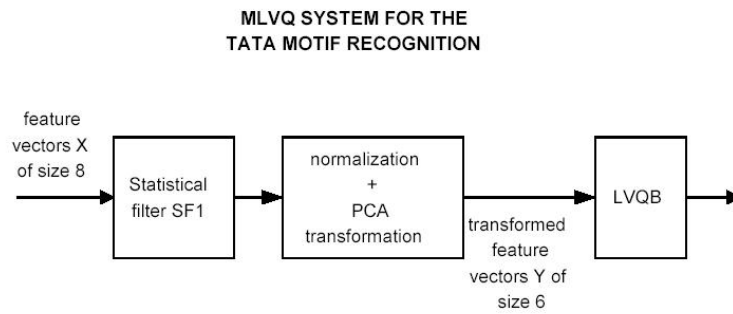 MLVQ SYSTEM FOR THE
TATA MOTIF RECOGNITION
feature
vectors X
of size 8
Statistical
filter SF1
normalization
+
PCA
transformation
transformed
feature
vectors Y of
size 6
LVQB